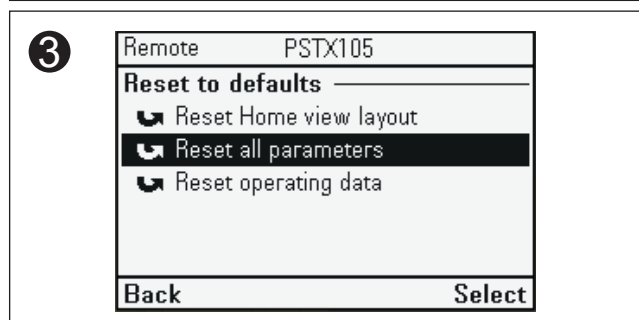 3
Remote PSTX105
Reset to defaults
Reset Home view layout
Reset all parameters
Reset operating data
Back Select